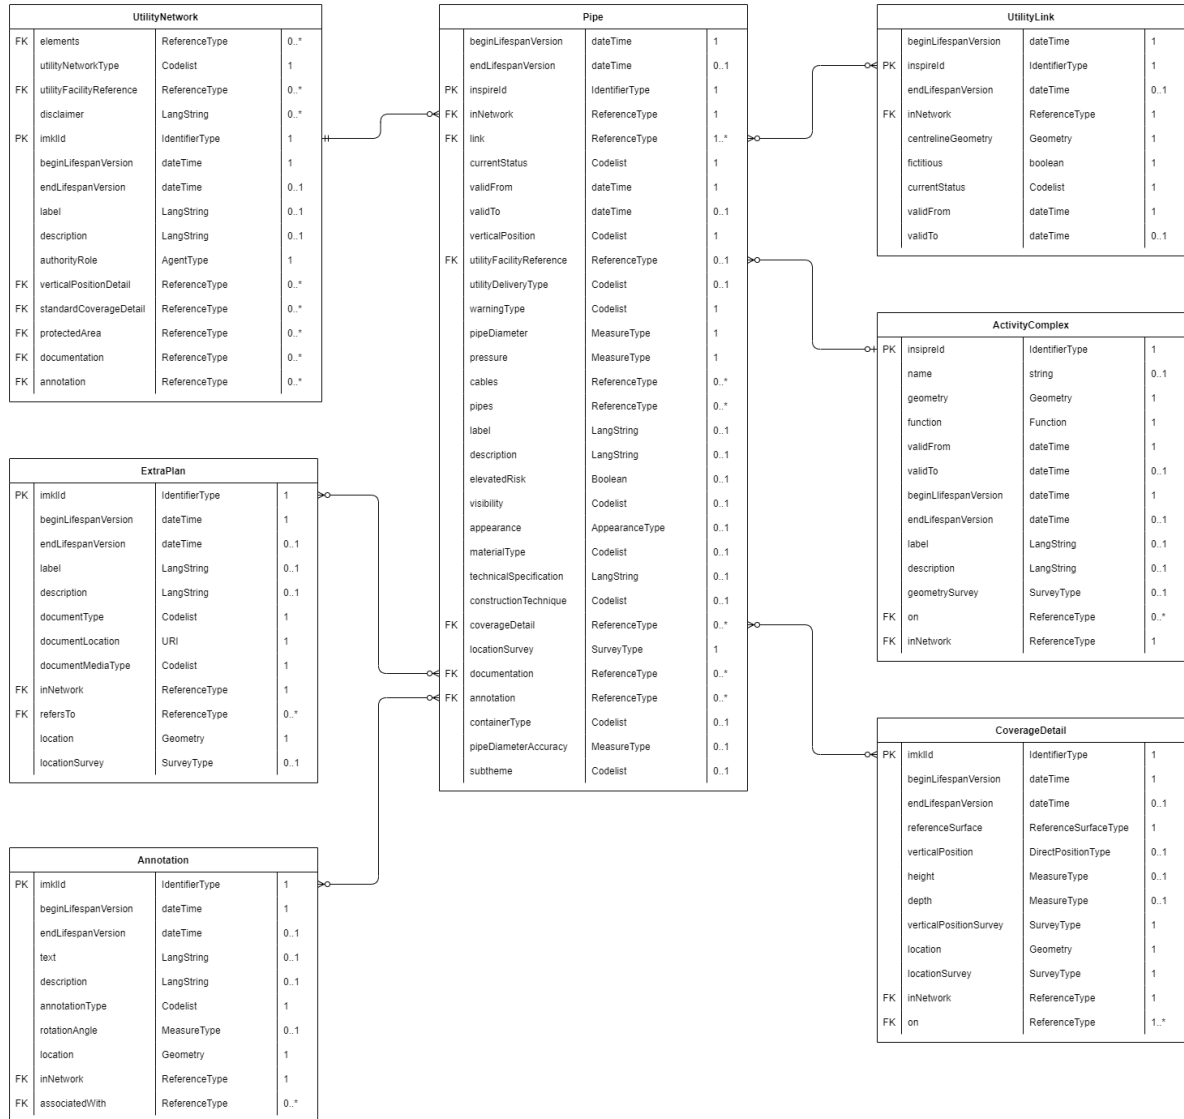 UtilityNetwork
FK elements ReferenceType 0..*
utilityNetworkType Codelist 1
FK utilityFacilityReference ReferenceType 0..*
disclaimer LangString 0..*
PK imklId IdentifierType 1
beginLifespanVersion dateTime 1
endLifespanVersion dateTime 0..1
label LangString 0..1
description LangString 0..1
authorityRole AgentType 1
FK verticalPositionDetail ReferenceType 0..*
FK standardCoverageDetail ReferenceType 0..*
FK protectedArea ReferenceType 0..*
FK documentation ReferenceType 0..*
FK annotation ReferenceType 0..*
ExtraPlan
PK imklId IdentifierType 1
beginLifespanVersion dateTime 1
endLifespanVersion dateTime 0..1
label LangString 0..1
description LangString 0..1
documentType Codelist 1
documentLocation URI 1
documentMediaType Codelist 1
FK inNetwork ReferenceType 1
FK refersTo ReferenceType 0..*
location Geometry 1
locationSurvey SurveyType 0..1
Annotation
PK imklId IdentifierType 1
beginLifespanVersion dateTime 1
endLifespanVersion dateTime 0..1
text LangString 0..1
description LangString 0..1
annotationType Codelist 1
rotationAngle MeasureType 0..1
location Geometry 1
FK inNetwork ReferenceType 1
FK associatedWith ReferenceType 0..*
Pipe
beginLifespanVersion dateTime 1
endLifespanVersion dateTime 0..1
PK inspireId IdentifierType 1
FK inNetwork ReferenceType 1
FK link ReferenceType 1..*
currentStatus Codelist 1
validFrom dateTime 1
validTo dateTime 0..1
verticalPosition Codelist 1
FK utilityFacilityReference ReferenceType 0..1
utilityDeliveryType Codelist 0..1
warningType Codelist 1
pipeDiameter MeasureType 1
pressure MeasureType 1
cables ReferenceType 0..*
pipes ReferenceType 0..*
label LangString 0..1
description LangString 0..1
elevatedRisk Boolean 0..1
visibility Codelist 0..1
appearance AppearanceType 0..1
materialType Codelist 0..1
technicalSpecification LangString 0..1
constructionTechnique Codelist 0..1
FK coverageDetail ReferenceType 0..*
locationSurvey SurveyType 1
FK documentation ReferenceType 0..*
FK annotation ReferenceType 0..*
containerType Codelist 0..1
pipeDiameterAccuracy MeasureType 0..1
subtheme Codelist 0..1
UtilityLink
beginLifespanVersion dateTime 1
PK inspireId IdentifierType 1
endLifespanVersion dateTime 0..1
FK inNetwork ReferenceType 1
centrelineGeometry Geometry 1
fictitious boolean 1
currentStatus Codelist 1
validFrom dateTime 1
validTo dateTime 0..1
ActivityComplex
PK insipreId IdentifierType 1
name string 0..1
geometry Geometry 1
function Function 1
validFrom dateTime 1
validTo dateTime 0..1
beginLlifespanVersion dateTime 1
endLifespanVersion dateTime 0..1
label LangString 0..1
description LangString 0..1
geometrySurvey SurveyType 0..1
FK on ReferenceType 0..*
FK inNetwork ReferenceType 1
CoverageDetail
PK imklId IdentifierType 1
beginLifespanVersion dateTime 1
endLifespanVersion dateTime 0..1
referenceSurface ReferenceSurfaceType 1
verticalPosition DirectPositionType 0..1
height MeasureType 0..1
depth MeasureType 0..1
verticalPositionSurvey SurveyType 1
location Geometry 1
locationSurvey SurveyType 1
FK inNetwork ReferenceType 1
FK on ReferenceType 1..*